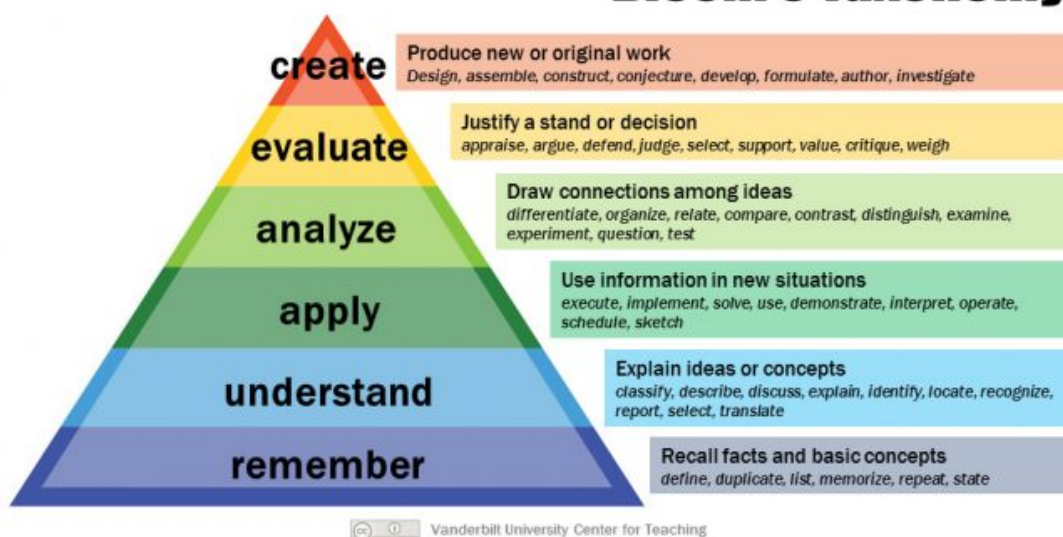 create
Produce new or original work
Design, assemble, construct, conjecture, develop, formulate, author, investigate
evaluate
Justify a stand or decision
appraise, argue, defend, judge, select, support, value, critique, weigh
analyze
Draw connections among ideas
differentiate, organize, relate, compare, contrast, distinguish, examine,
experiment, question, test
apply
Use information in new situations
execute, implement, solve, use, demonstrate, interpret, operate,
schedule, sketch
understand
Explain ideas or concepts
classify, describe, discuss, explain, identify, locate, recognize,
report, select, translate
remember
Recall facts and basic concepts
define, duplicate, list, memorize, repeat, state
cc
Vanderbilt University Center for Teaching